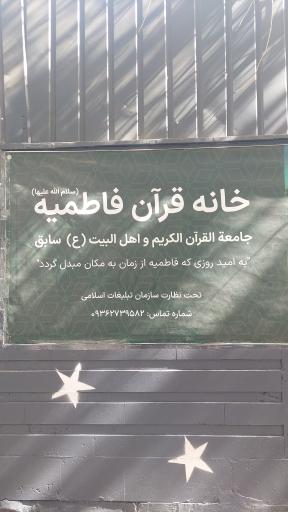 خانه قرآن فاطمیه (سلام الله علیها)
جامعة القرآن الکریم و اهل البیت (ع) سابق
"به امید روزی که فاطمیه از زمان به مکان مبدل گردد"
تحت نظارت سازمان تبلیغات اسلامی
شماره تماس: ۰۹۳۶۲۷۳۹۵۸۲